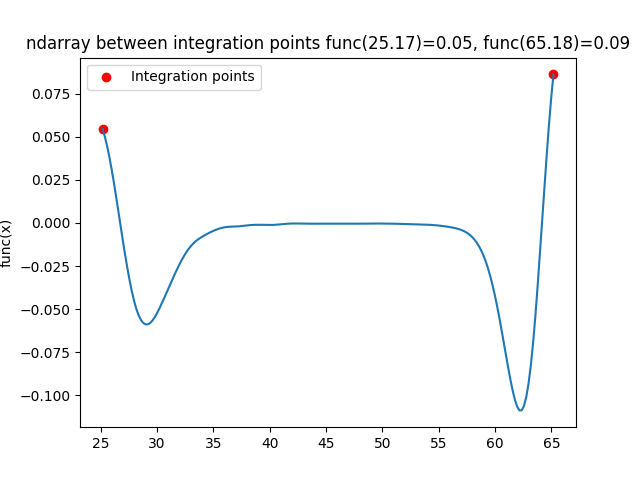 ndarray between integration points func(25.17)=0.05, func(65.18)=0.09
Integration points
0.075
0.050
0.025
0.000
−0.025
−0.050
−0.075
−0.100
func(x)
25 30 35 40 45 50 55 60 65